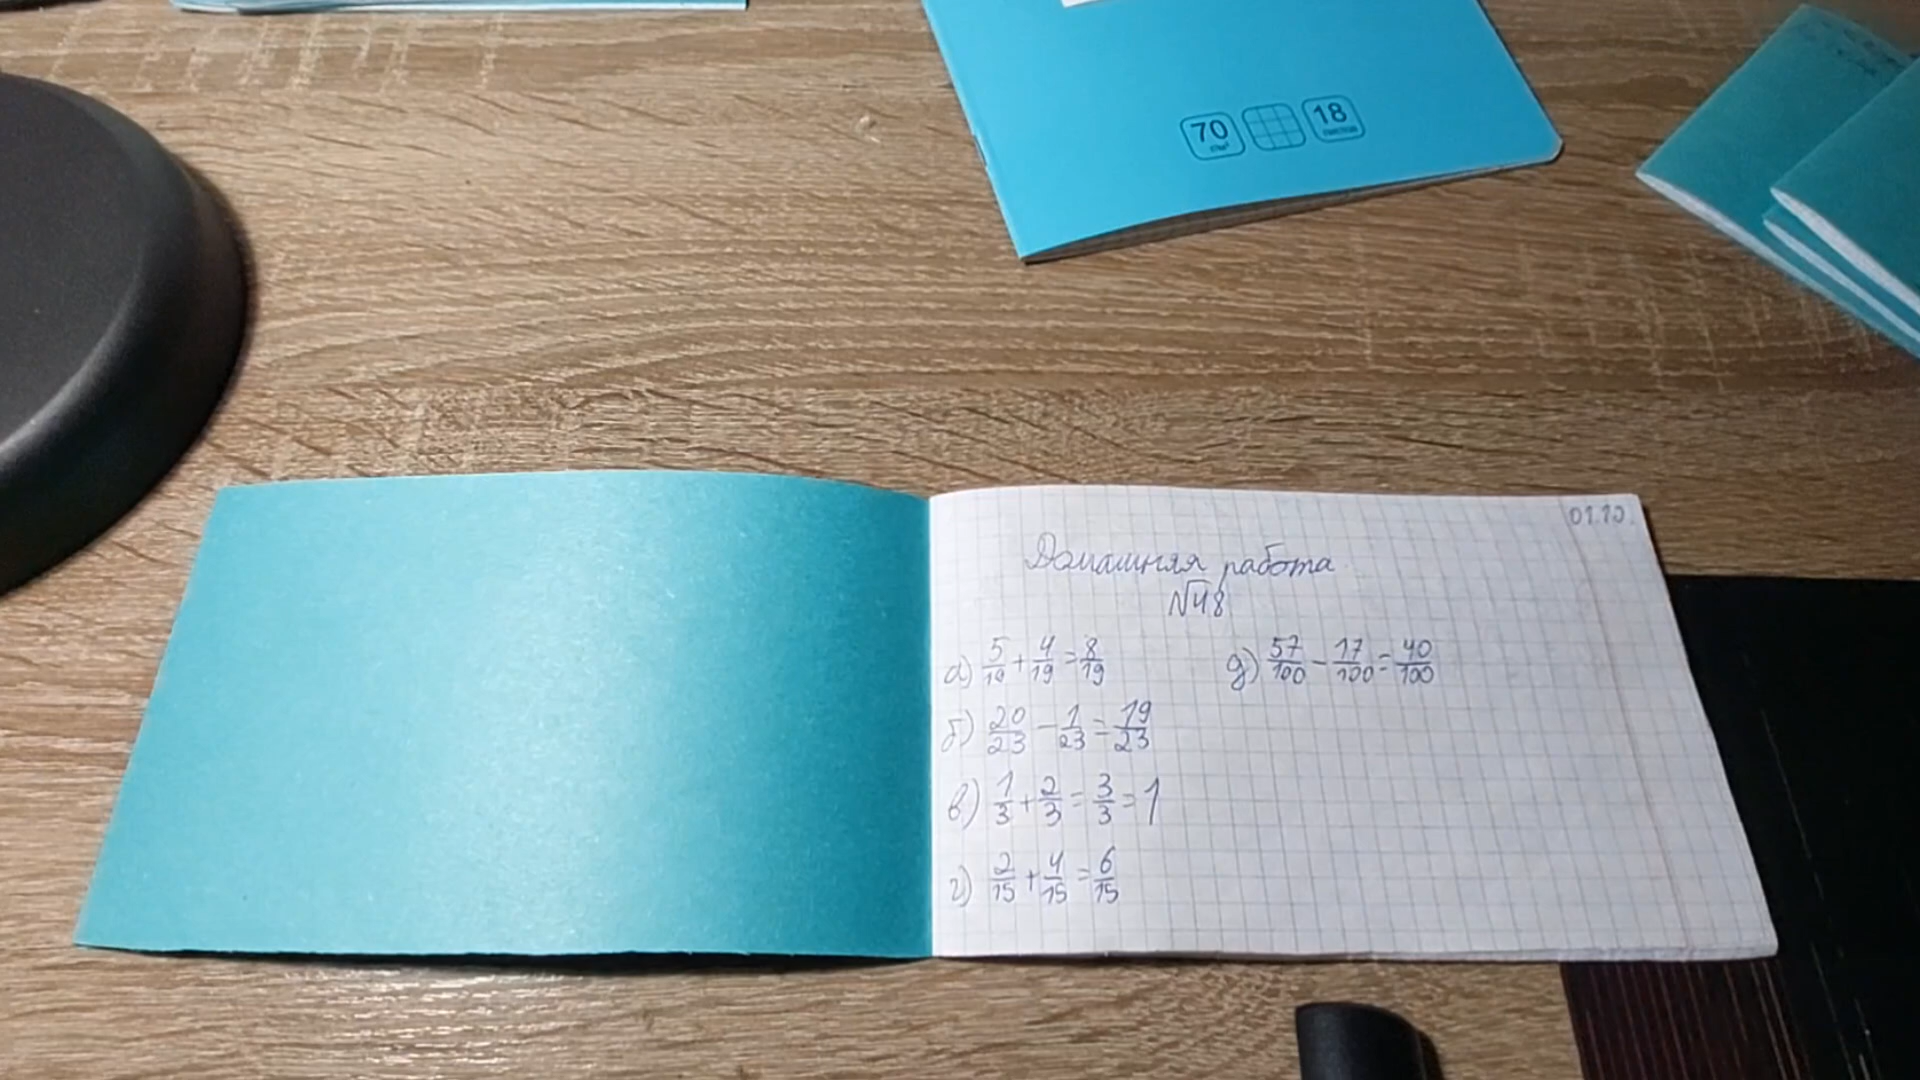 70
г/м²
18
листов
01.10.
Домашняя работа
№48
а) 5/19 + 4/19 = 8/19
д) 57/100 - 17/100 = 40/100
б) 20/23 - 1/23 = 19/23
в) 1/3 + 2/3 = 3/3 = 1
г) 2/15 + 4/15 = 6/15